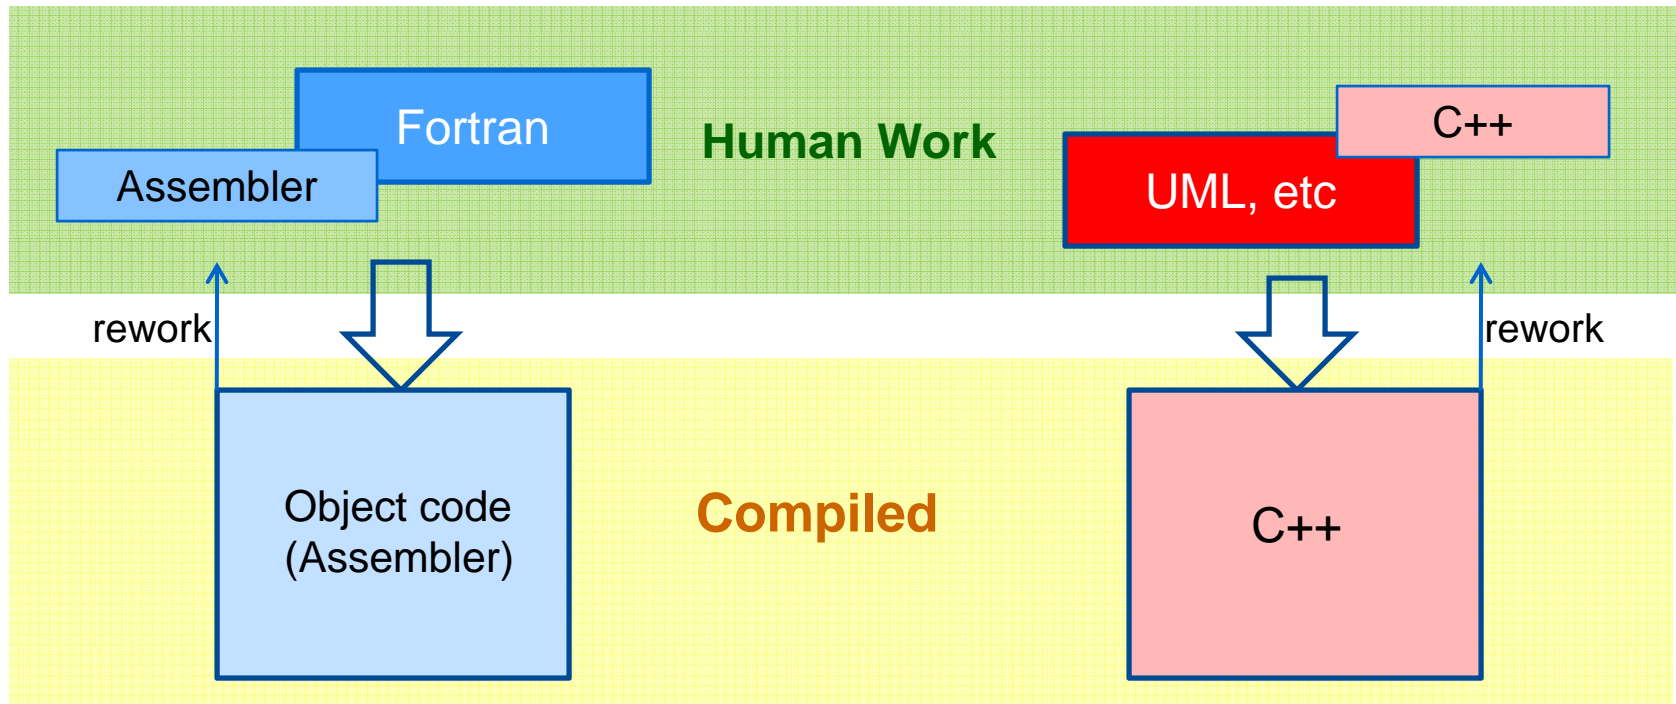 Fortran
Assembler
Human Work
C++
UML, etc
rework
rework
Object code
(Assembler)
Compiled
C++